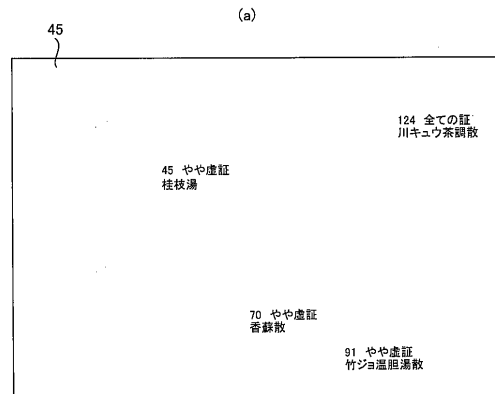 (a)
45
124 全ての証
川キュウ茶調散
45 やや虚証
桂枝湯
70 やや虚証
香蘇散
91 やや虚証
竹ジョ温胆湯散